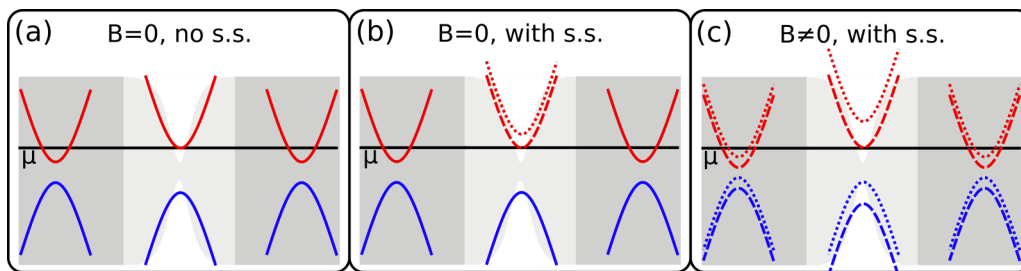 (a)
B=0, no s.s.
μ
(b)
B=0, with s.s.
μ
(c)
B≠0, with s.s.
μ